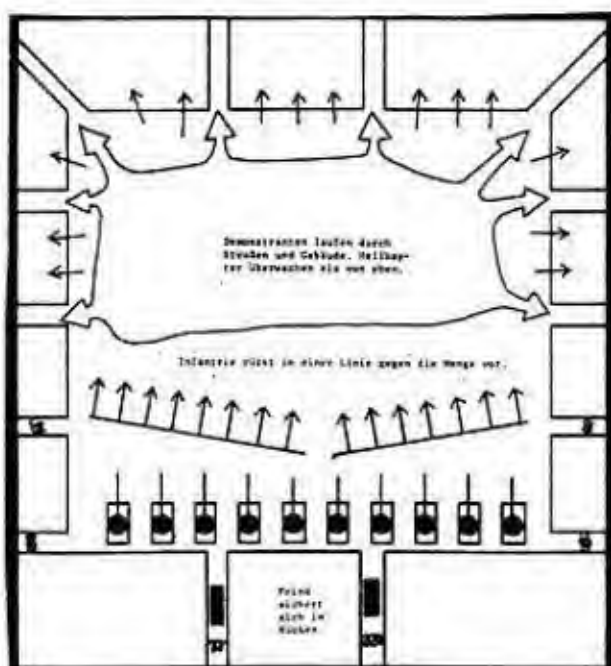 Demonstranten laufen durch
Straßen und Gebäude. Helikop-
ter überwachen sie von oben.
Infanterie rückt in einer Linie gegen die Menge vor.
Feind
sichert
sich im
Rücken.